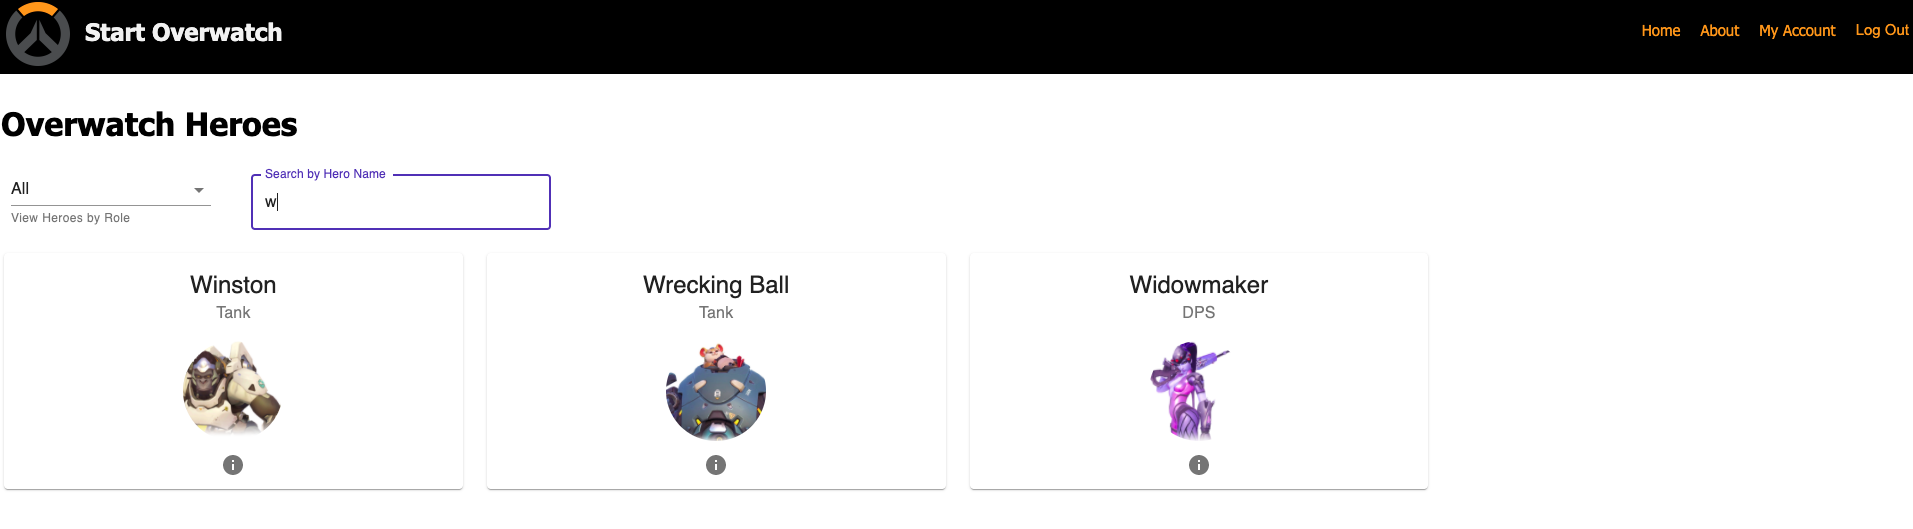 Start Overwatch
Home About My Account Log Out
Overwatch Heroes
All
View Heroes by Role
Search by Hero Name
w
Winston
Tank
Wrecking Ball
Tank
Widowmaker
DPS